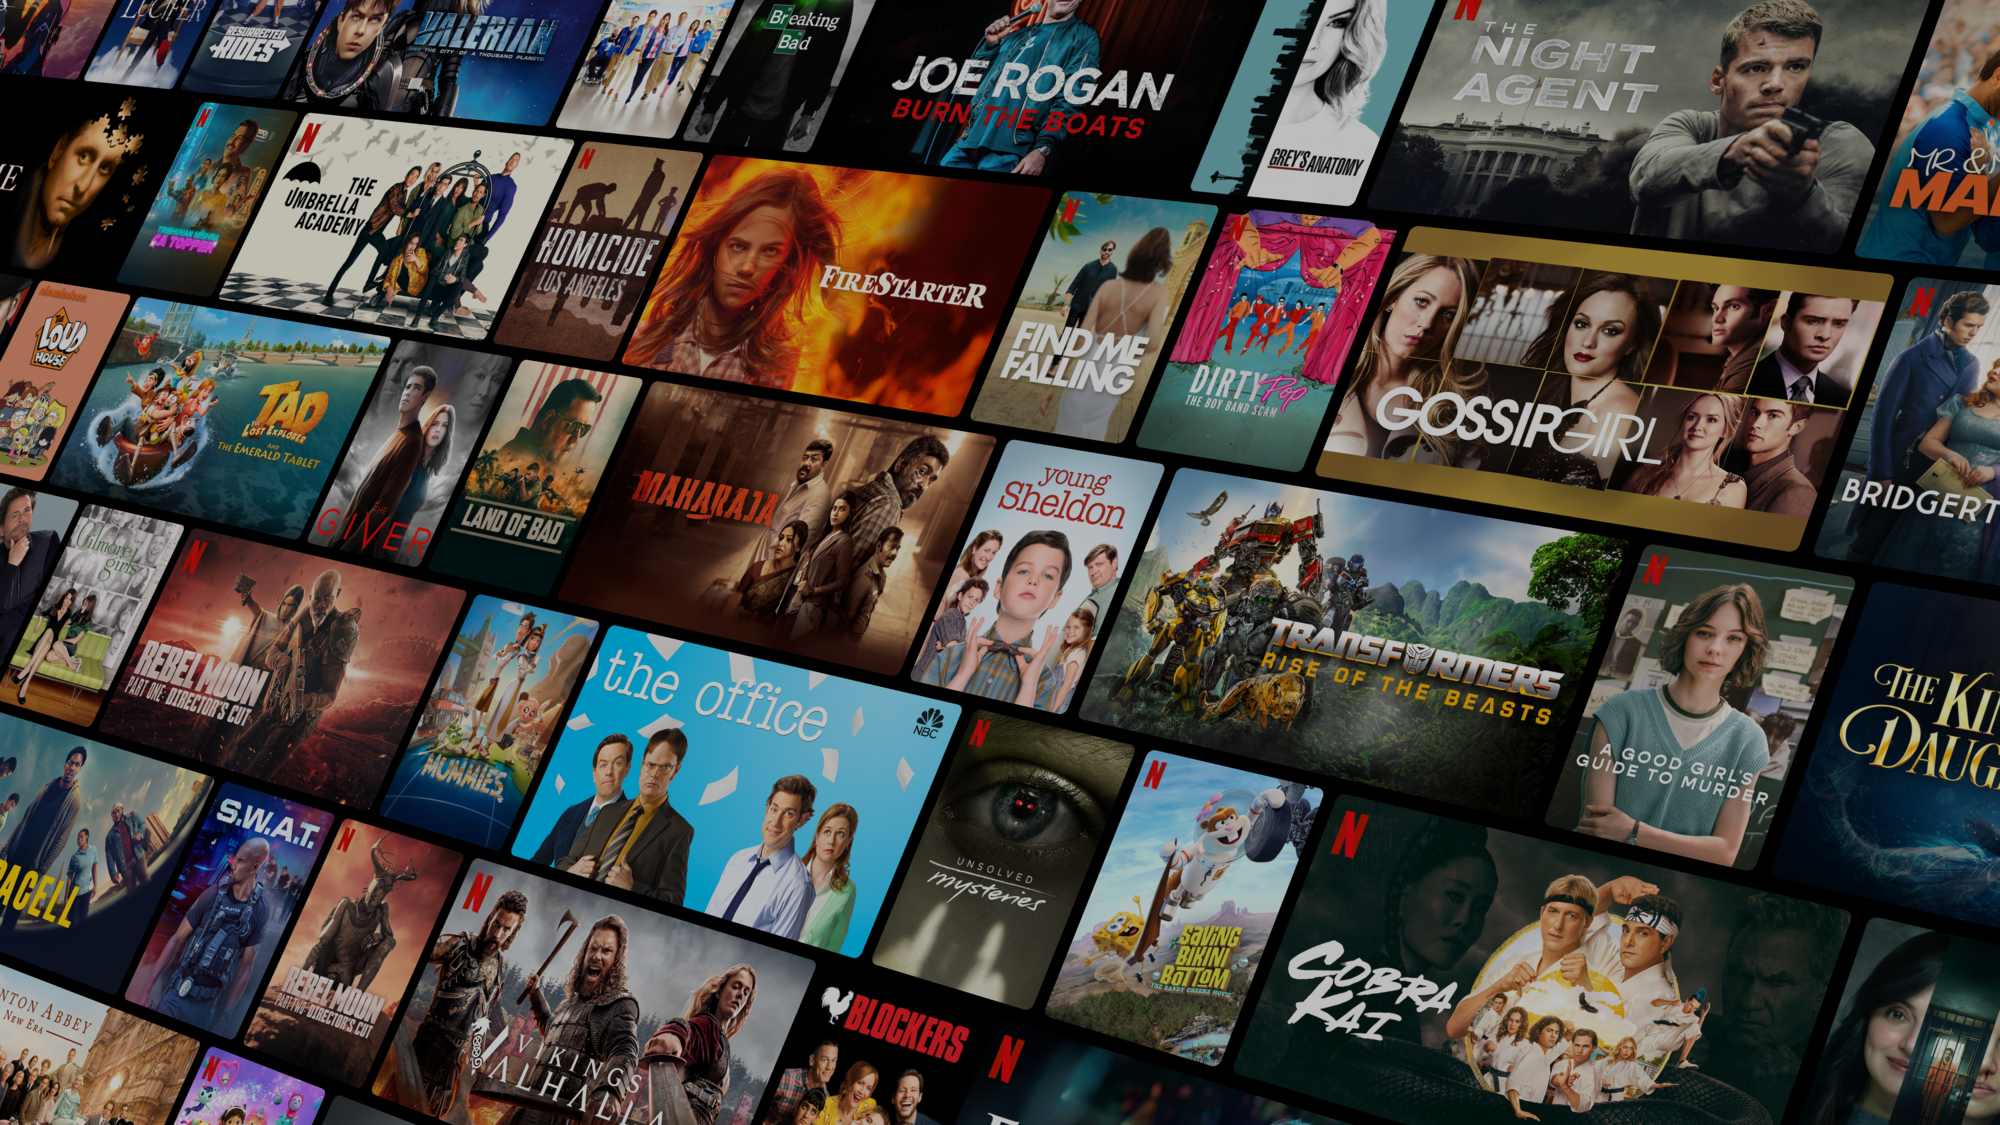 LUCIFER
RESURRECTED
RIDES
VALERIAN
AND THE CITY OF A THOUSAND PLANETS
Breaking
Bad
JOE ROGAN
BURN THE BOATS
GREY'S ANATOMY
N
THE
NIGHT
AGENT
MR. &
MA
ME
N
N
THE
UMBRELLA
ACADEMY
N
HOMICIDE
LOS ANGELES
FIRESTARTER
N
FIND ME
FALLING
N
DIRTY Pop
THE BOY BAND SCAM
GOSSIP GIRL
N
BRIDGERT
nickelodeon
THE
LOUD
HOUSE
TAD
THE
LOST EXPLORER
AND
THE EMERALD TABLET
THE
GIVER
LAND OF BAD
MAHARAJA
young
Sheldon
TRANSFORMERS
RISE OF THE BEASTS
N
A GOOD GIRL'S
GUIDE TO MURDER
THE KIN
DAUG
Gilmore
girls
N
REBEL MOON
PART ONE: DIRECTOR'S CUT
MUMMIES
the office
NBC
N
UNSOLVED
mysteries
N
SAVING
BIKINI
BOTTOM
THE SANDY CHEEKS MOVIE
N
COBRA
KAI
PACELL
S.W.A.T.
N
REBEL MOON
PART TWO: DIRECTOR'S CUT
N
VIKINGS
VALHALLA
BLOCKERS
N
NTON ABBEY
NEW ERA
N